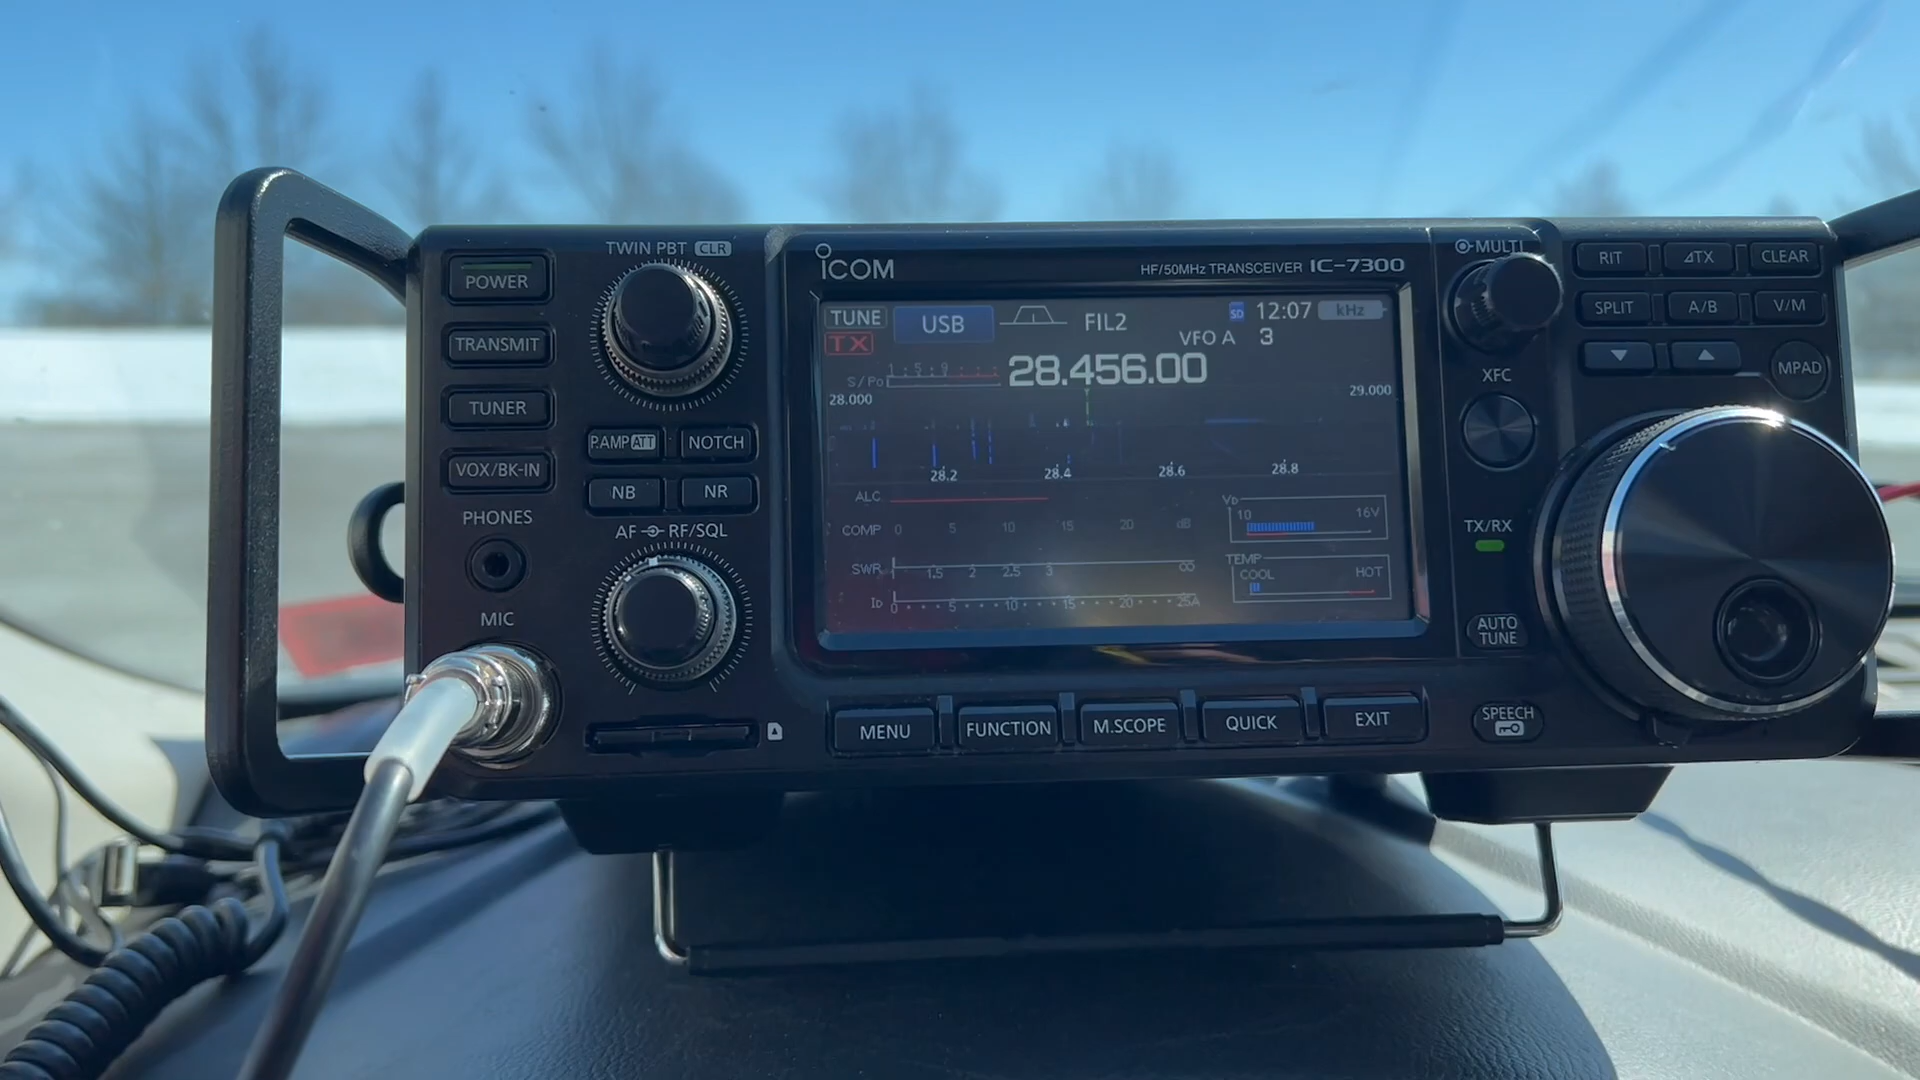 POWER
TRANSMIT
TUNER
VOX/BK-IN
PHONES
MIC
TWIN PBT CLR
P.AMP ATT NOTCH
NB NR
AF RF/SQL
ICOM
HF/50MHz TRANSCEIVER IC-7300
TUNE USB FIL2 SD 12:07 kHz
TX VFO A 3
S/Po 1 5 9 28.456.00
28.000 29.000
28.2 28.4 28.6 28.8
ALC
COMP 0 5 10 15 20 dB
SWR 1 1.5 2 2.5 3 ∞
ID 0 5 10 15 20 25A
VD
10 16V
TEMP
COOL HOT
MENU FUNCTION M.SCOPE QUICK EXIT
MULTI
XFC
TX/RX
AUTO
TUNE
SPEECH
RIT ΔTX CLEAR
SPLIT A/B V/M
▼ ▲ MPAD